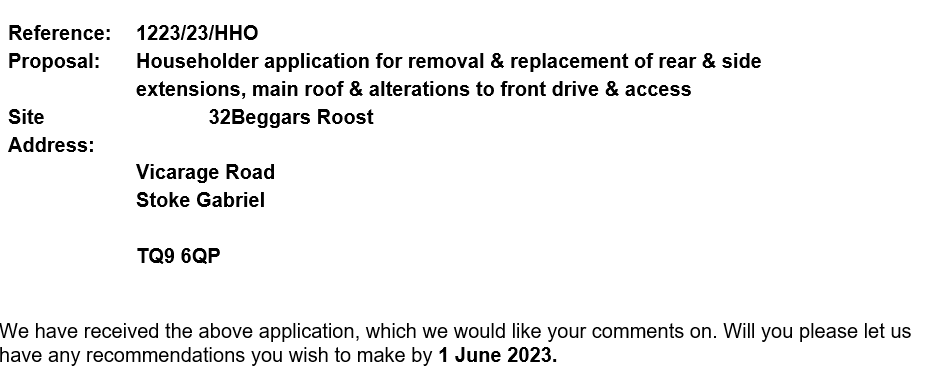 Reference: 1223/23/HHO
Proposal: Householder application for removal & replacement of rear & side
extensions, main roof & alterations to front drive & access
Site 32Beggars Roost
Address:
Vicarage Road
Stoke Gabriel
TQ9 6QP
We have received the above application, which we would like your comments on. Will you please let us
have any recommendations you wish to make by 1 June 2023.